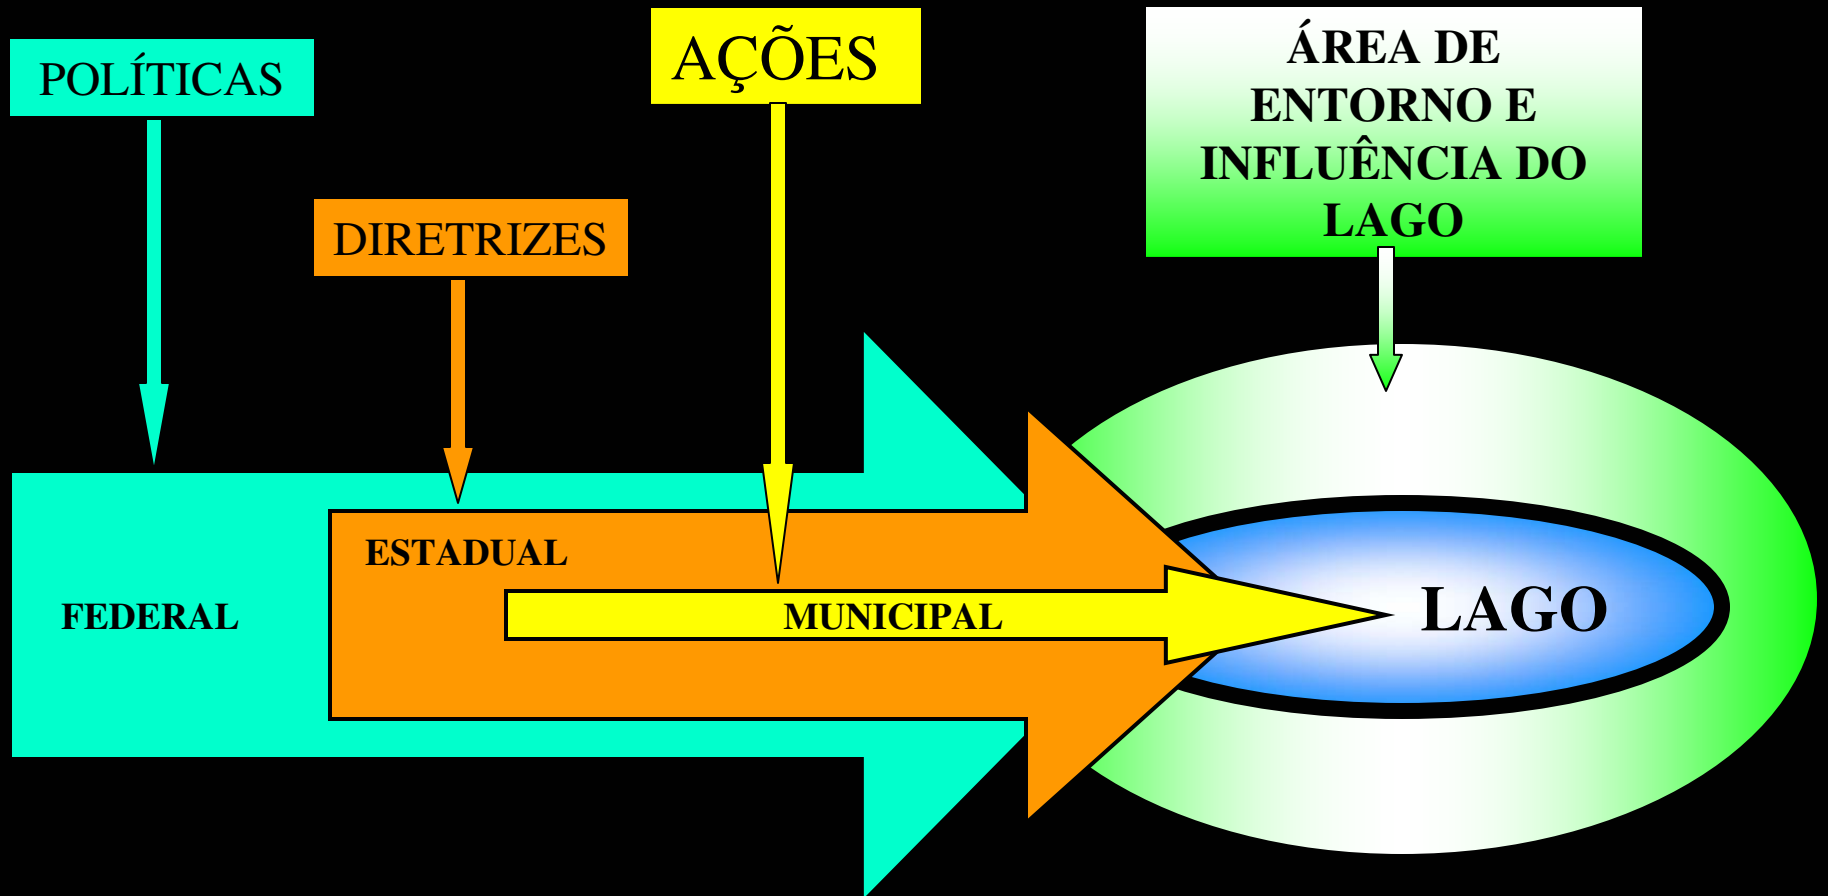 POLÍTICAS
AÇÕES
ÁREA DE
ENTORNO E
INFLUÊNCIA DO
LAGO
DIRETRIZES
ESTADUAL
FEDERAL
MUNICIPAL
LAGO